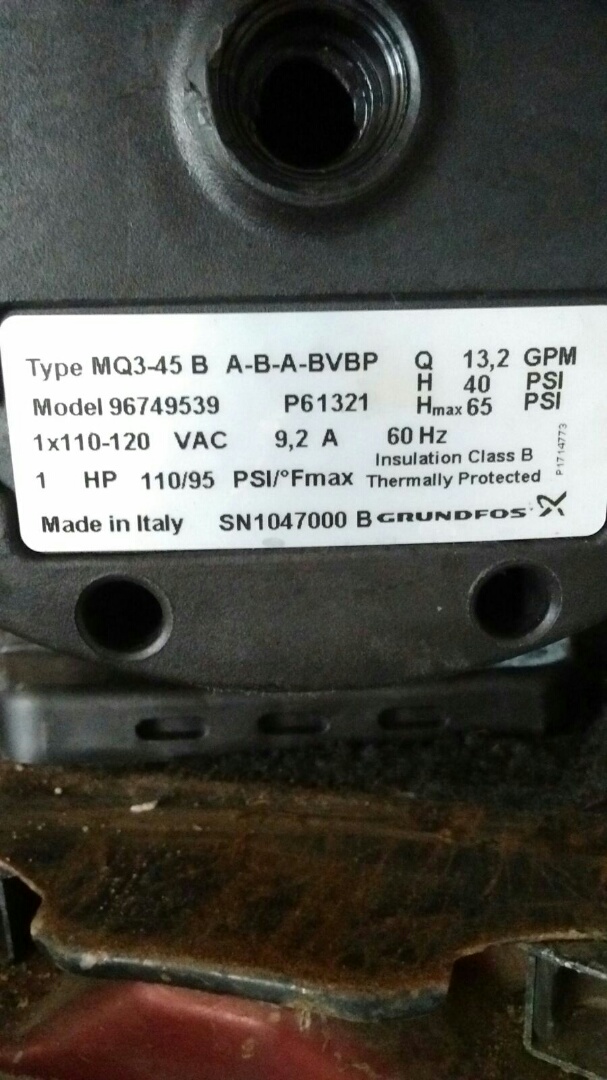 Type MQ3-45 B A-B-A-BVBP Q 13,2 GPM
H 40 PSI
Model 96749539 P61321 Hmax 65 PSI
1x110-120 VAC 9,2 A 60 Hz
Insulation Class B
1 HP 110/95 PSI/°Fmax Thermally Protected
Made in Italy SN1047000 B GRUNDFOS
P1714773